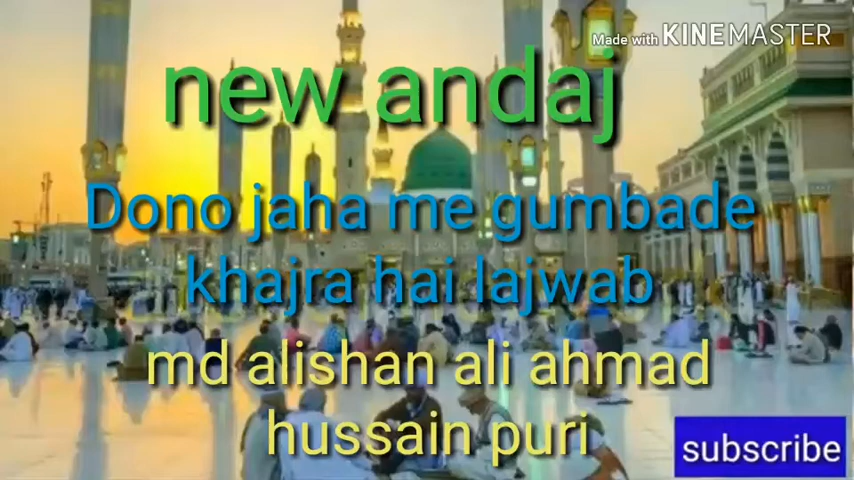 Made with KINEMASTER
new andaj
Dono jaha me gumbade
khajra hai lajwab
md alishan ali ahmad
hussain puri
subscribe